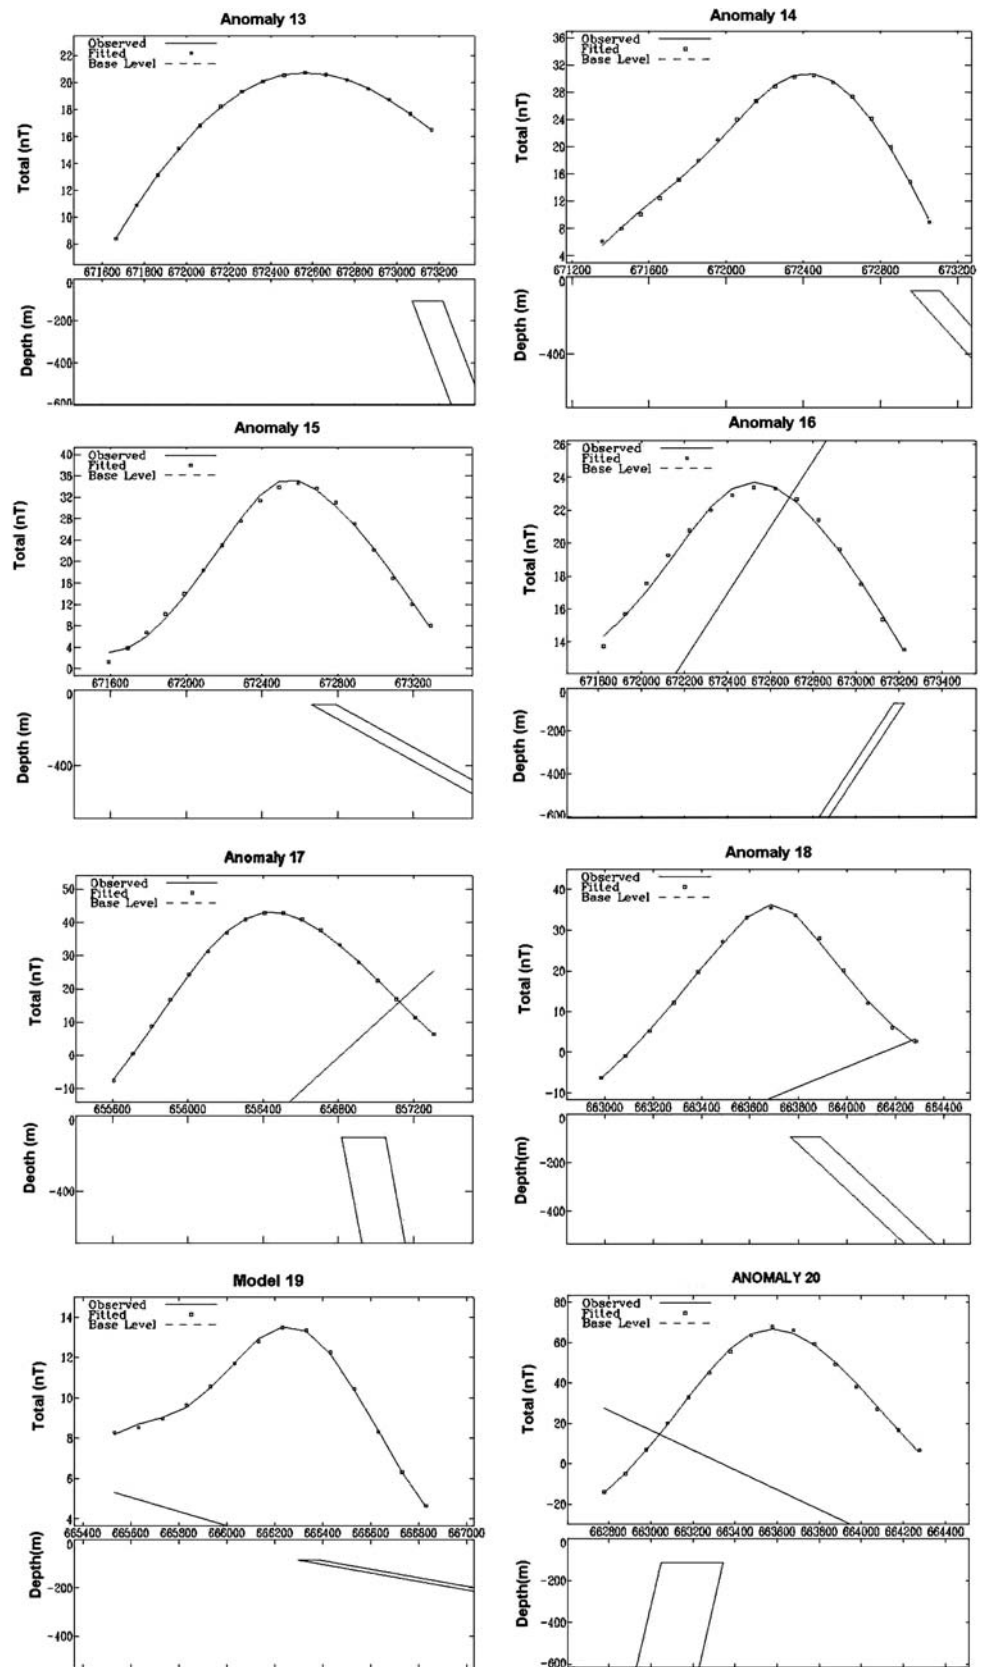 Anomaly 13
Observed
Fitted
Base Level
22
20
18
16
14
12
10
8
Total (nT)
671600 671800 672000 672200 672400 672600 672800 673000 673200
0
-200
-400
-600
Depth (m)
Anomaly 14
Observed
Fitted
Base Level
36
32
28
24
20
16
12
8
4
Total (nT)
671200 671600 672000 672400 672800 673200
0
-400
Depth (m)
Anomaly 15
Observed
Fitted
Base Level
40
36
32
28
24
20
16
12
8
4
0
Total (nT)
671600 672000 672400 672800 673200
0
-400
Depth (m)
Anomaly 16
Observed
Fitted
Base Level
26
24
22
20
18
16
14
Total (nT)
671800 672000 672200 672400 672600 672800 673000 673200 673400
0
-200
-400
-600
Depth (m)
Anomaly 17
Observed
Fitted
Base Level
50
40
30
20
10
0
-10
Total (nT)
655600 656000 656400 656800 657200
0
-400
Deoth (m)
Anomaly 18
Observed
Fitted
Base Level
40
30
20
10
0
-10
Total (nT)
663000 663200 663400 663600 663800 664000 664200 664400
0
-200
-400
Depth(m)
Model 19
Observed
Fitted
Base Level
14
12
10
8
6
4
Total (nT)
665400 665600 665800 666000 666200 666400 666600 666800 667000
0
-200
-400
Depth(m)
ANOMALY 20
Observed
Fitted
Base Level
80
60
40
20
0
-20
Total (nT)
662800 663000 663200 663400 663600 663800 664000 664200 664400
0
-200
-400
-600
Depth(m)